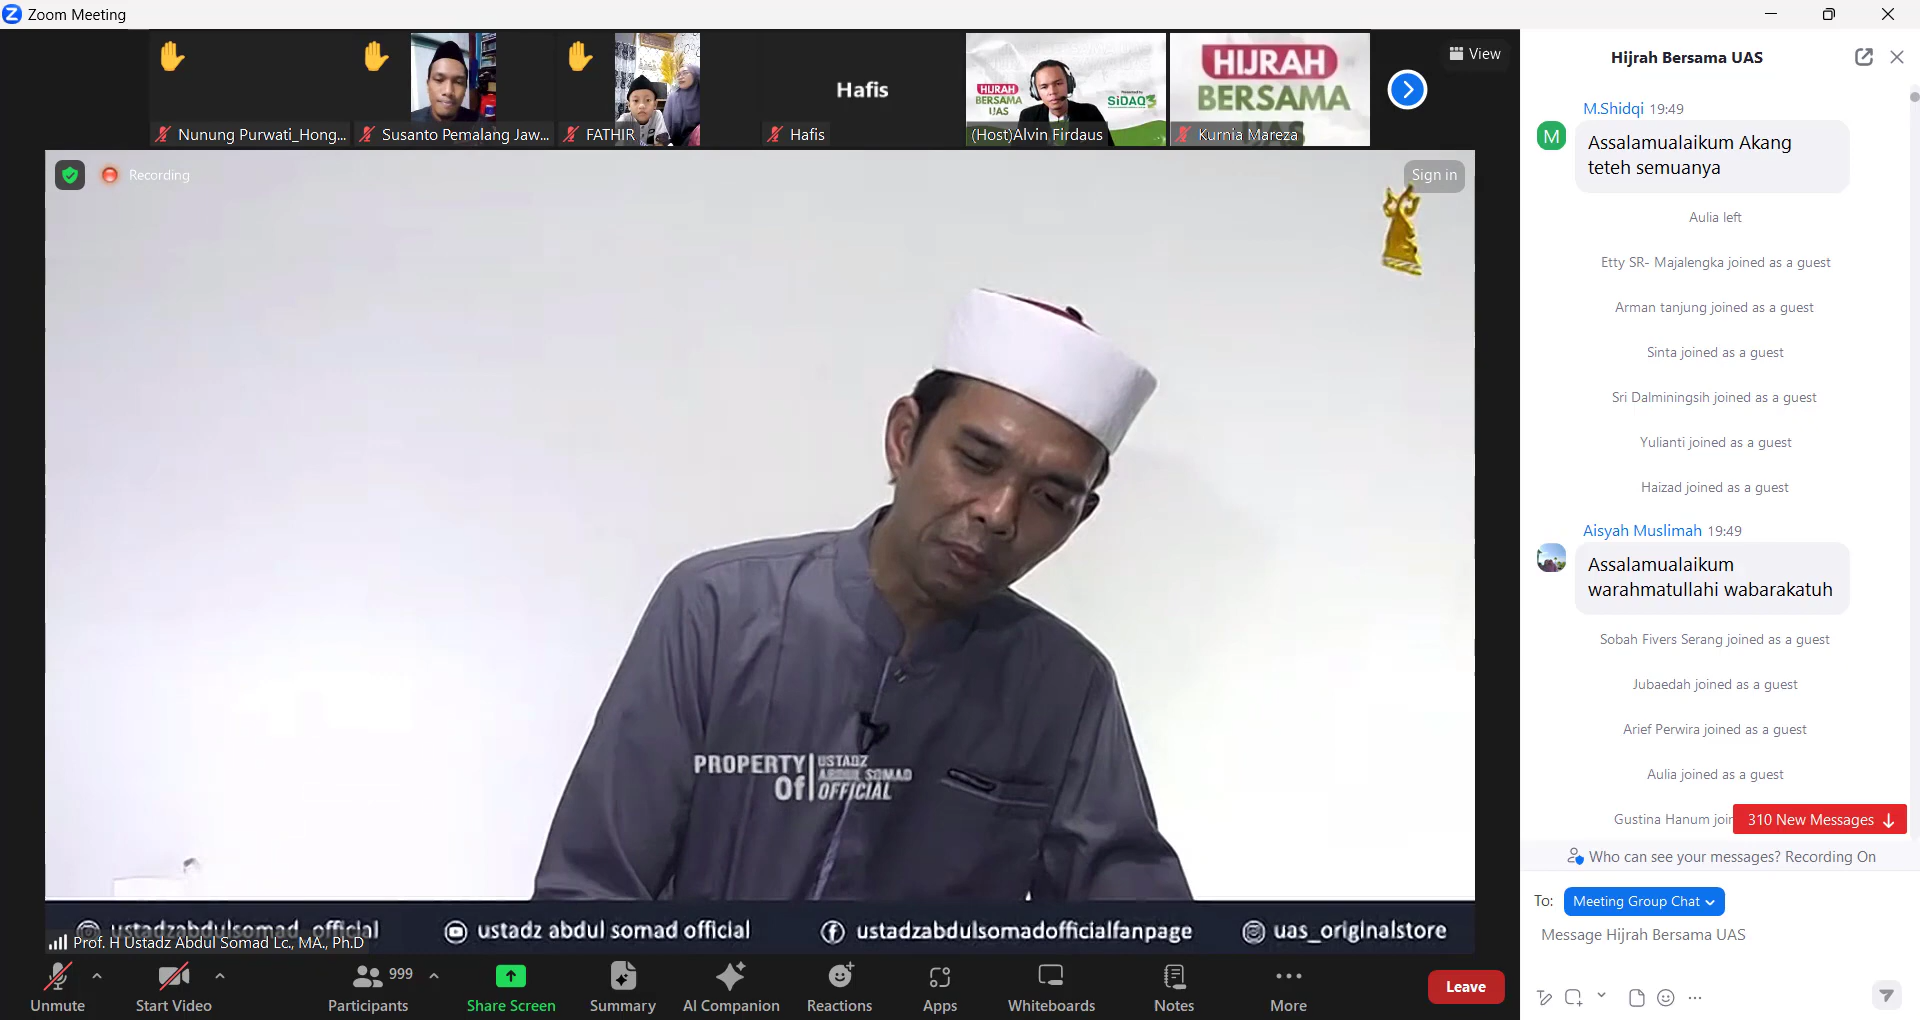 Zoom Meeting
Nunung Purwati_Hong...
Susanto Pemalang Jaw...
FATHIR
Hafis
Hafis
HIJRAH
BERSAMA
UAS
SiDAQ
(Host)Alvin Firdaus
HIJRAH
BERSAMA
UAS
Kurnia Mareza
View
Recording
Sign in
PROPERTY Of
USTADZ
ABDUL SOMAD
OFFICIAL
ustadzabdulsomad_official
ustadz abdul somad official
ustadzabdulsomadofficialfanpage
uas_originalstore
Prof. H Ustadz Abdul Somad Lc., MA., Ph.D
Unmute
Start Video
999
Participants
Share Screen
Summary
AI Companion
Reactions
Apps
Whiteboards
Notes
More
Leave
Hijrah Bersama UAS
M.Shidqi 19:49
M
Assalamualaikum Akang
teteh semuanya
Aulia left
Etty SR- Majalengka joined as a guest
Arman tanjung joined as a guest
Sinta joined as a guest
Sri Dalminingsih joined as a guest
Yulianti joined as a guest
Haizad joined as a guest
Aisyah Muslimah 19:49
Assalamualaikum
warahmatullahi wabarakatuh
Sobah Fivers Serang joined as a guest
Jubaedah joined as a guest
Arief Perwira joined as a guest
Aulia joined as a guest
Gustina Hanum joi
310 New Messages
Who can see your messages? Recording On
To: Meeting Group Chat
Message Hijrah Bersama UAS